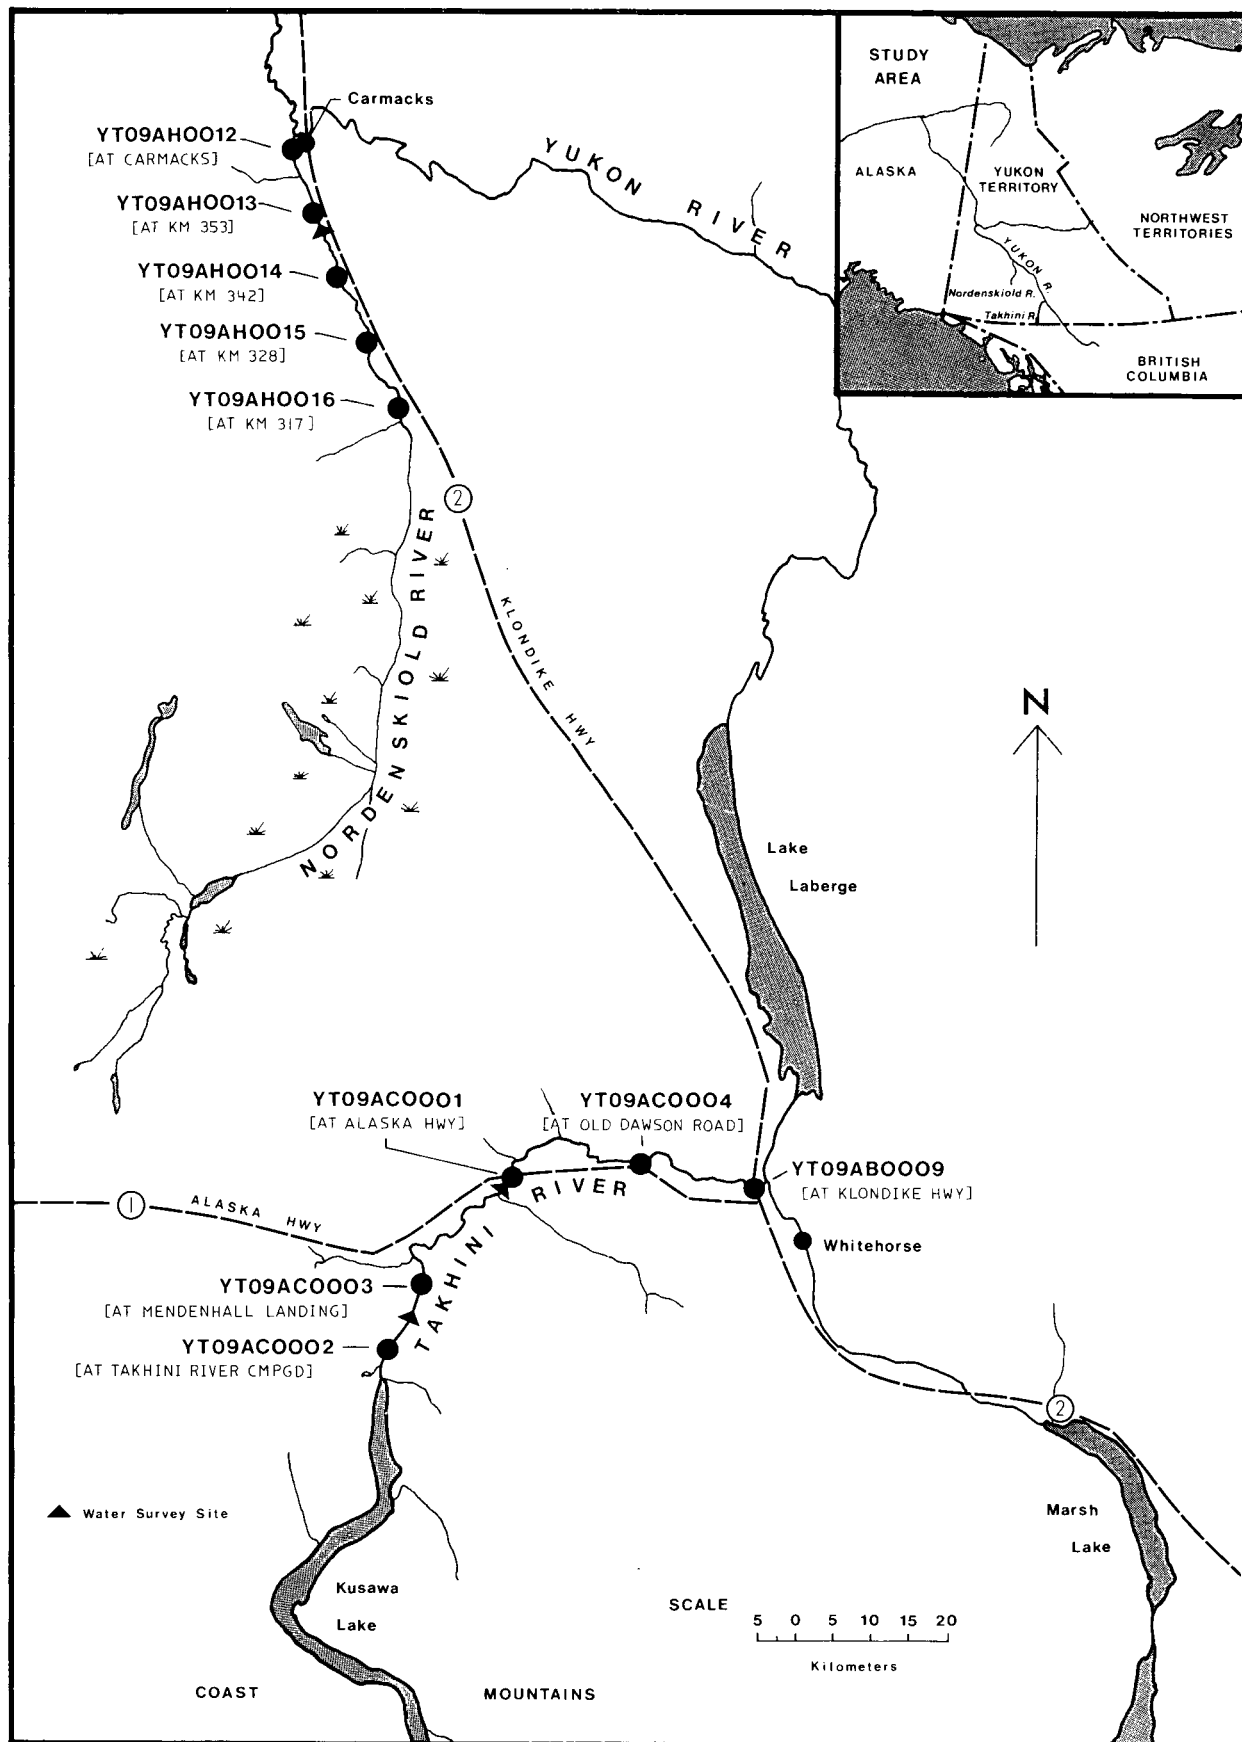 Carmacks
YT09AH0012
[AT CARMACKS]
YT09AH0013
[AT KM 353]
YT09AH0014
[AT KM 342]
YT09AH0015
[AT KM 328]
YT09AH0016
[AT KM 317]
YUKON RIVER
STUDY
AREA
ALASKA
YUKON
TERRITORY
NORTHWEST
TERRITORIES
YUKON R.
Nordenskiold R.
Takhini R.
BRITISH
COLUMBIA
2
KLONDIKE HWY
NORDENSKIOLD RIVER
N
Lake
Laberge
YT09AC0001
[AT ALASKA HWY]
YT09AC0004
[AT OLD DAWSON ROAD]
YT09AB0009
[AT KLONDIKE HWY]
1
ALASKA HWY
TAKHINI RIVER
Whitehorse
YT09AC0003
[AT MENDENHALL LANDING]
YT09AC0002
[AT TAKHINI RIVER CMPGD]
2
Water Survey Site
Marsh
Lake
Kusawa
Lake
SCALE
5 0 5 10 15 20
Kilometers
COAST MOUNTAINS